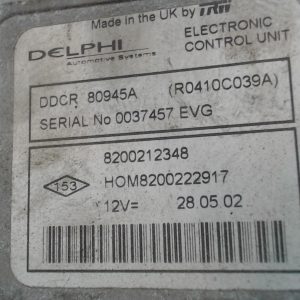 Made in the UK by TRW
DELPHI
Automotive Systems
ELECTRONIC
CONTROL UNIT
DDCR 80945A (R0410C039A)
SERIAL No 0037457 EVG
8200212348
153
HOM8200222917
12V= 28.05.02